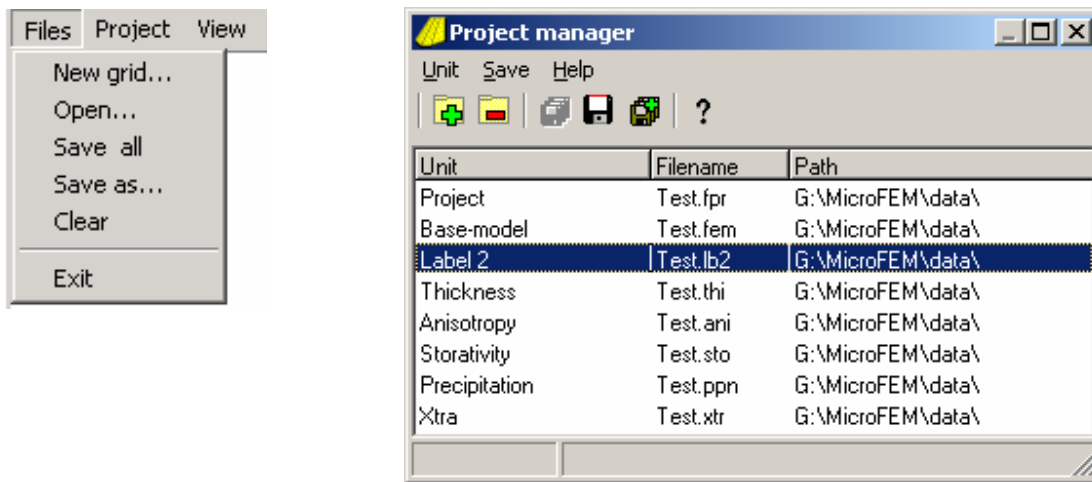 Files Project View
New grid...
Open...
Save all
Save as...
Clear
Exit
Project manager
Unit Save Help
?
Unit Filename Path
Project Test.fpr G:\MicroFEM\data\
Base-model Test.fem G:\MicroFEM\data\
Label 2 Test.lb2 G:\MicroFEM\data\
Thickness Test.thi G:\MicroFEM\data\
Anisotropy Test.ani G:\MicroFEM\data\
Storativity Test.sto G:\MicroFEM\data\
Precipitation Test.ppn G:\MicroFEM\data\
Xtra Test.xtr G:\MicroFEM\data\